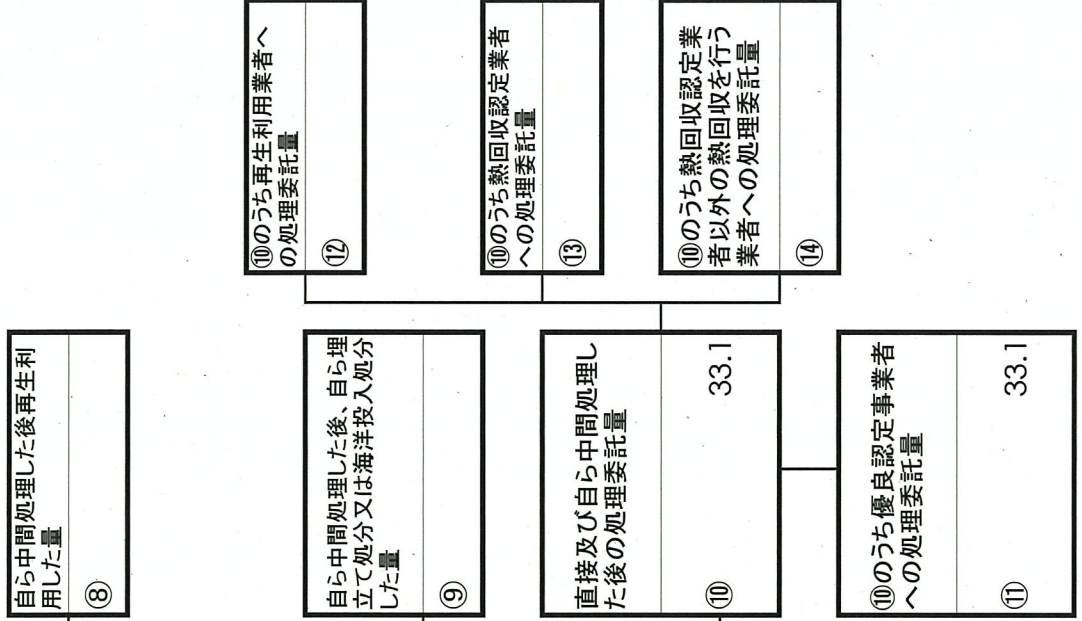 自ら中間処理した後再生利
用した量
⑧
自ら中間処理した後、自ら埋
立て処分又は海洋投入処分
した量
⑨
直接及び自ら中間処理し
た後の処理委託量
⑩ 33.1
⑩のうち優良認定事業者
への処理委託量
⑪ 33.1
⑩のうち再生利用業者へ
の処理委託量
⑫
⑩のうち熱回収認定業者
への処理委託量
⑬
⑩のうち熱回収認定業
者以外の熱回収を行う
業者への処理委託量
⑭